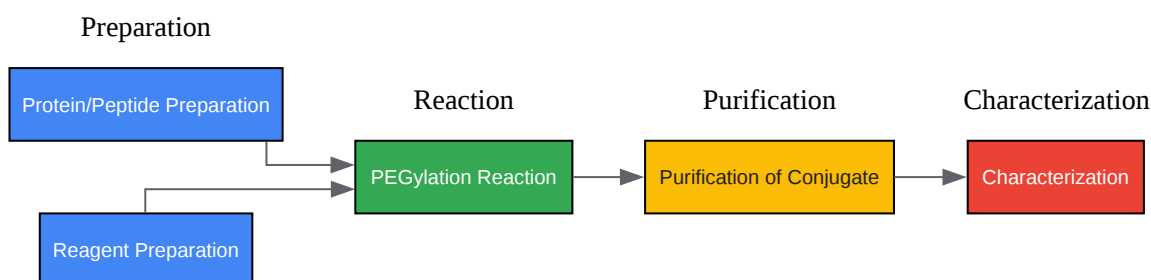 Preparation
Protein/Peptide Preparation
Reagent Preparation
Reaction
PEGylation Reaction
Purification
Purification of Conjugate
Characterization
Characterization